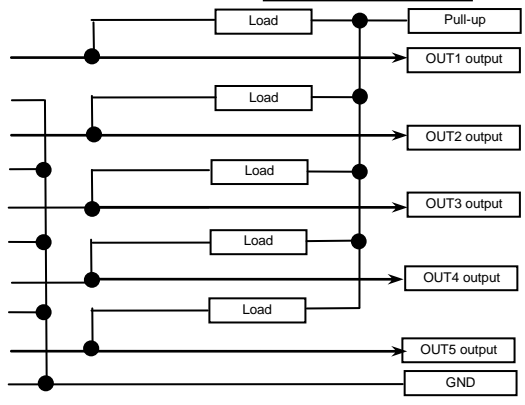 Load
Pull-up
OUT1 output
Load
OUT2 output
Load
OUT3 output
Load
OUT4 output
Load
OUT5 output
GND